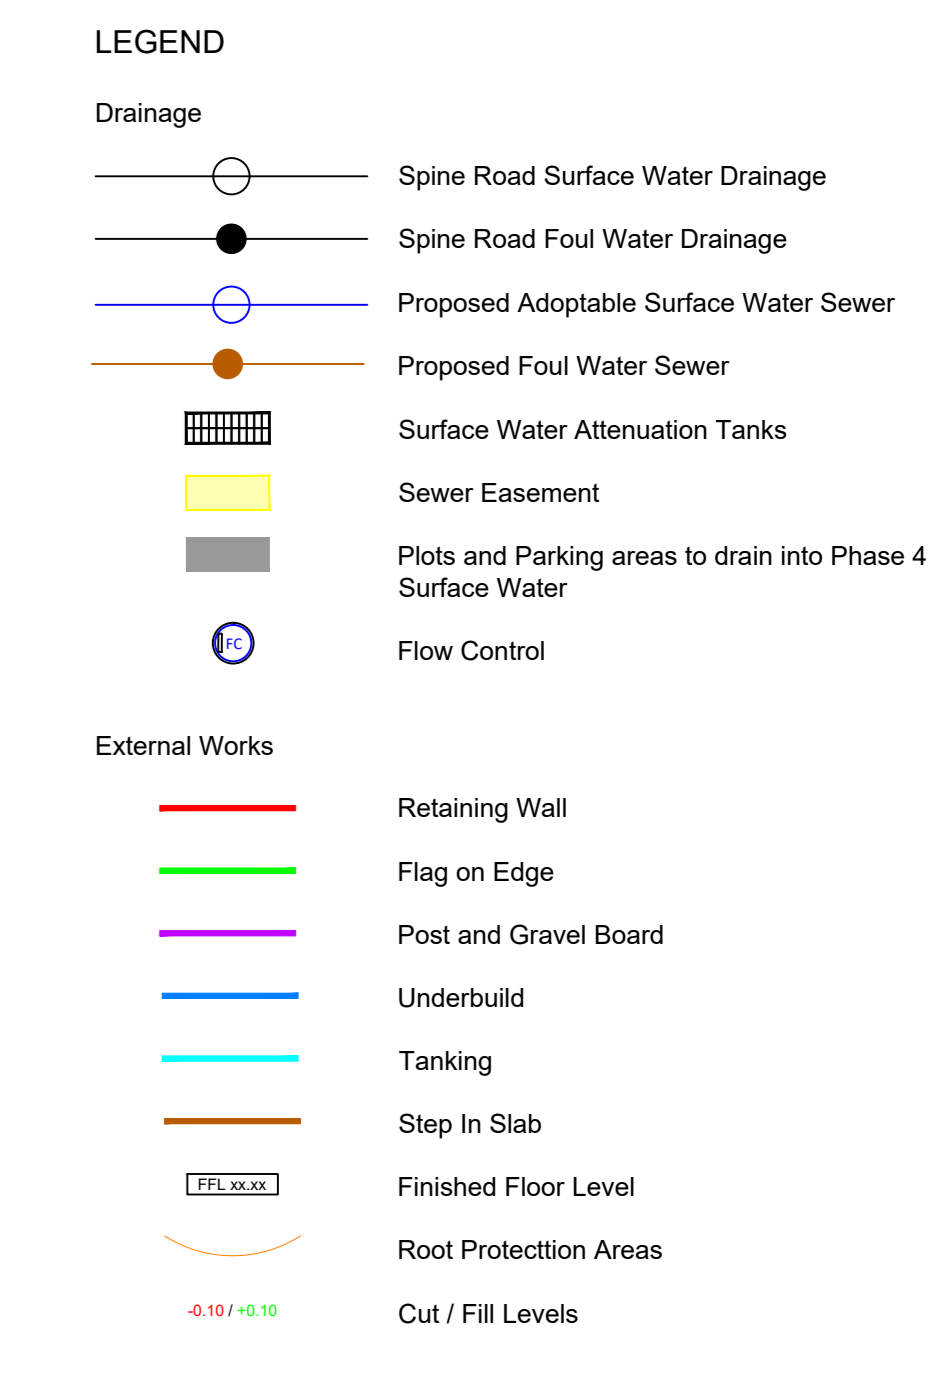 LEGEND
Drainage
Spine Road Surface Water Drainage
Spine Road Foul Water Drainage
Proposed Adoptable Surface Water Sewer
Proposed Foul Water Sewer
Surface Water Attenuation Tanks
Sewer Easement
Plots and Parking areas to drain into Phase 4
Surface Water
FC Flow Control
External Works
Retaining Wall
Flag on Edge
Post and Gravel Board
Underbuild
Tanking
Step In Slab
FFL xx.xx Finished Floor Level
Root Protecttion Areas
-0.10 / +0.10 Cut / Fill Levels